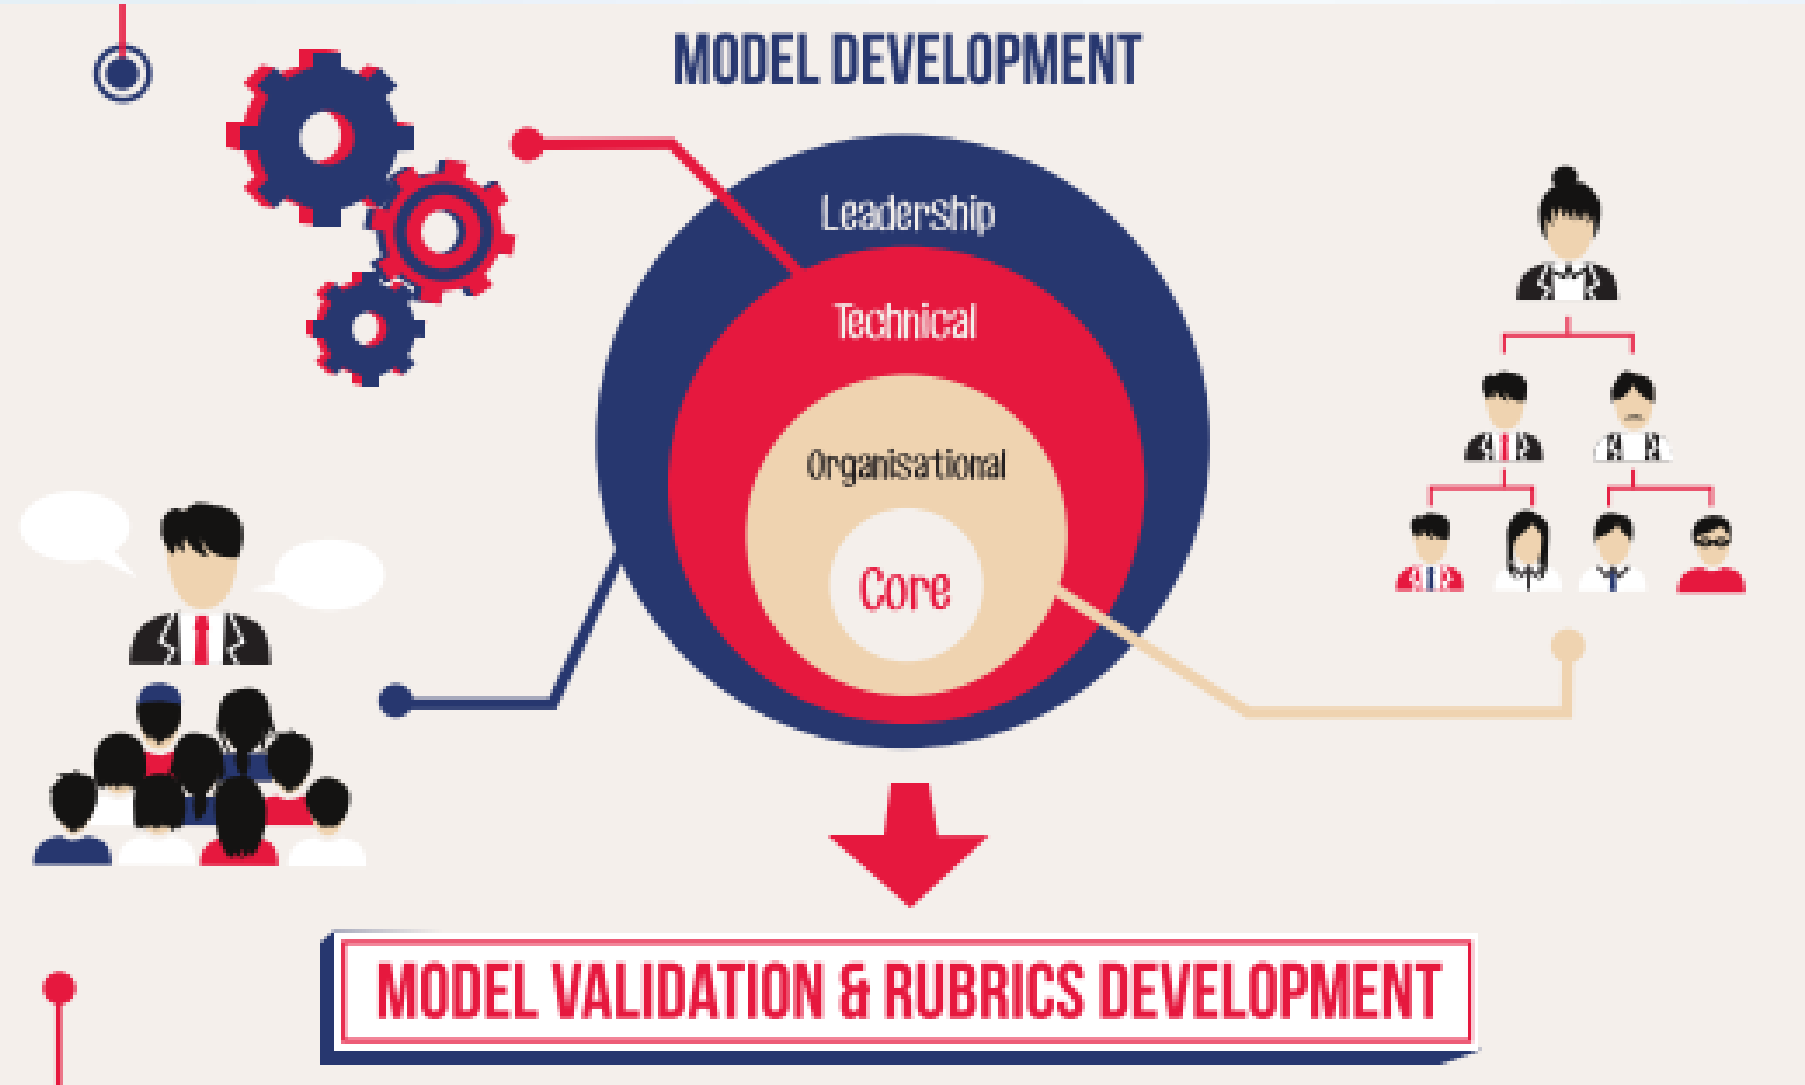 MODEL DEVELOPMENT
Leadership
Technical
Organisational
Core
MODEL VALIDATION & RUBRICS DEVELOPMENT